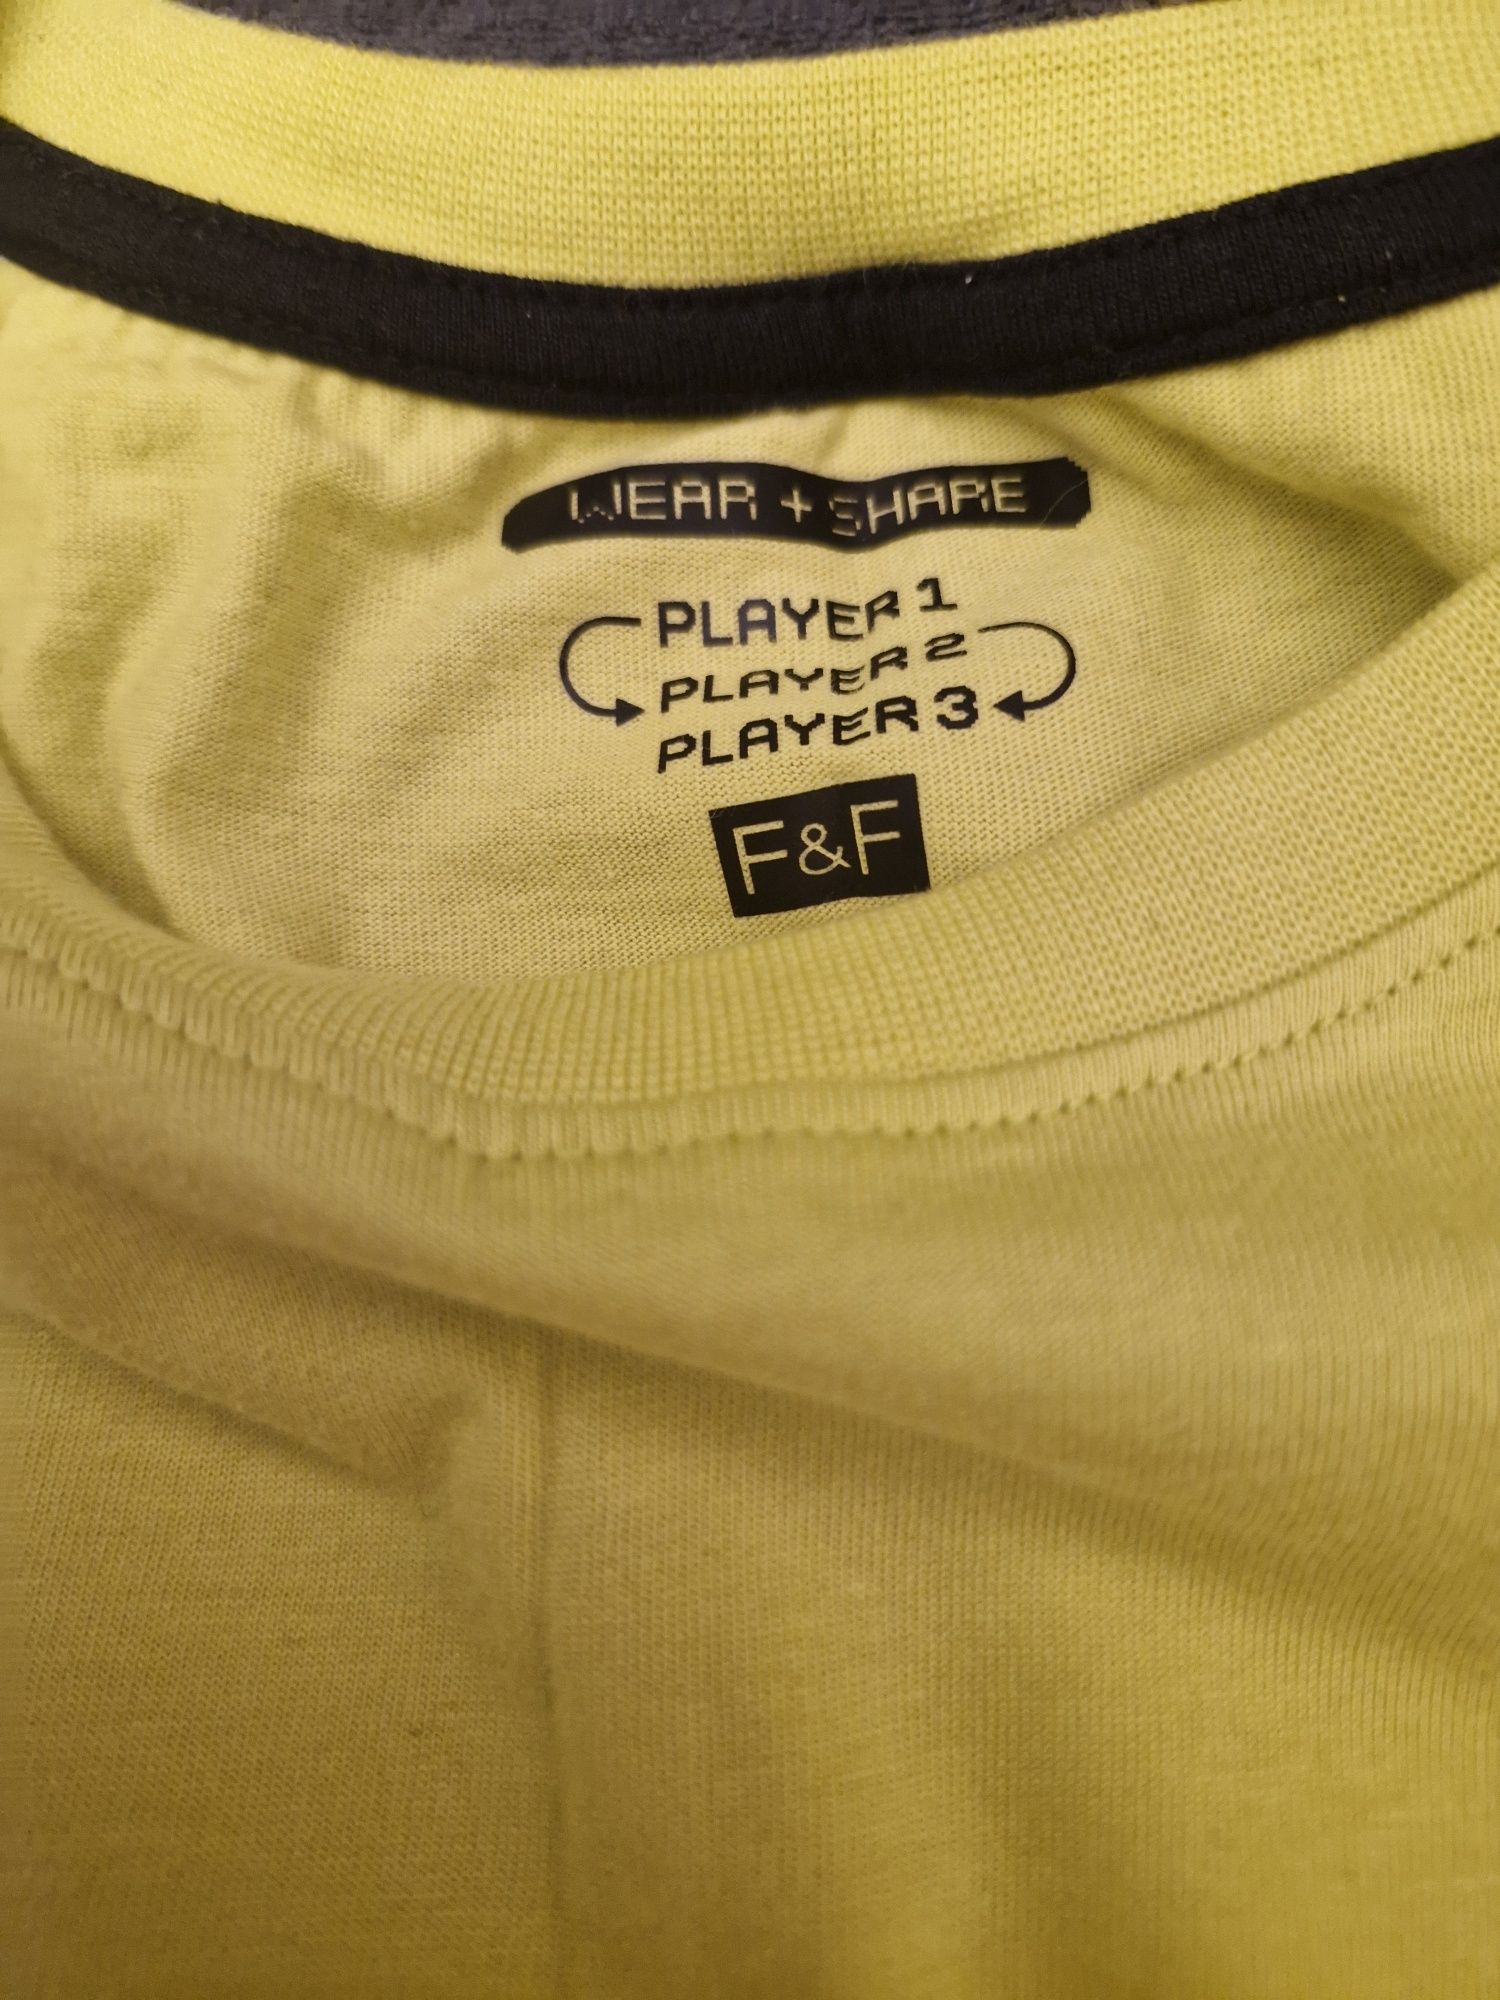 WEAR + SHARE
PLAYER 1
PLAYER 2
PLAYER 3
F&F